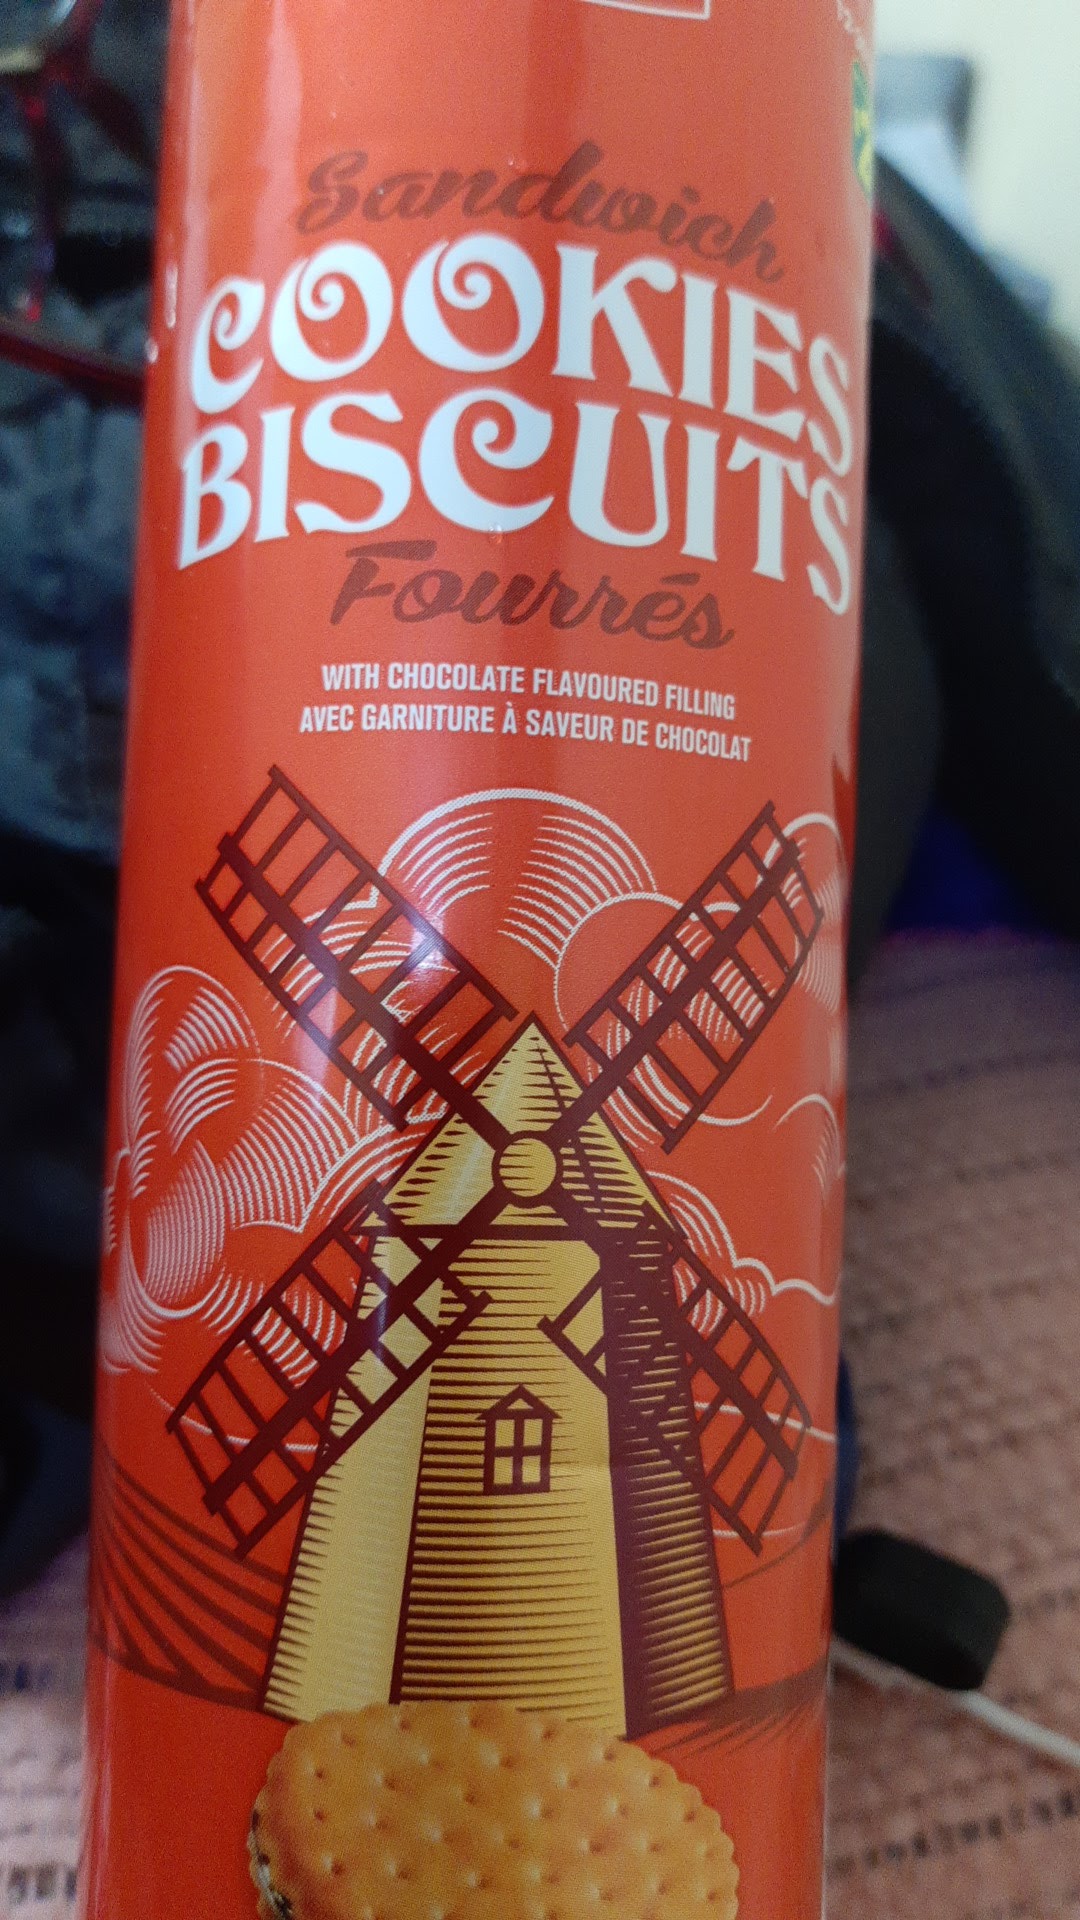 Sandwich
COOKIES
BISCUITS
Fourrés
WITH CHOCOLATE FLAVOURED FILLING
AVEC GARNITURE À SAVEUR DE CHOCOLAT